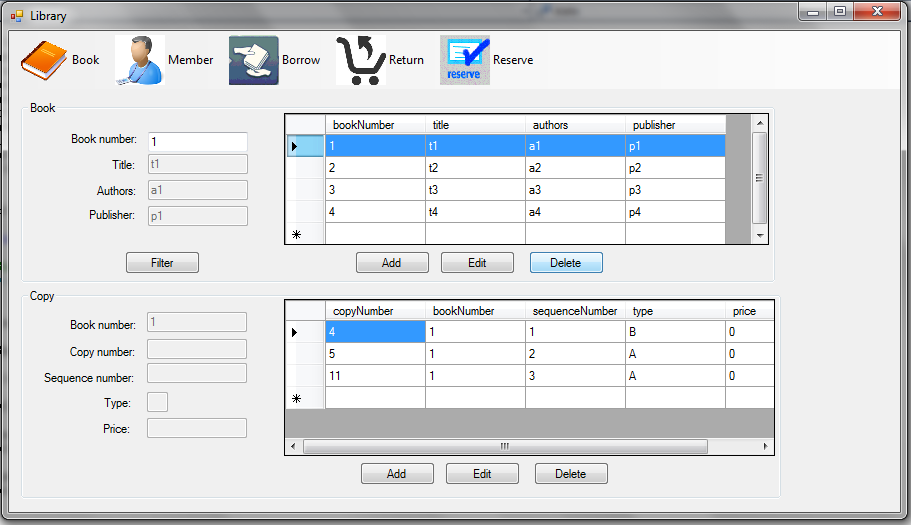 Library
Book Member Borrow Return reserve Reserve
Book
Book number: 1
Title: t1
Authors: a1
Publisher: p1
Filter
bookNumber title authors publisher
1 t1 a1 p1
2 t2 a2 p2
3 t3 a3 p3
4 t4 a4 p4
Add Edit Delete
Copy
Book number: 1
Copy number:
Sequence number:
Type:
Price:
copyNumber bookNumber sequenceNumber type price
4 1 1 B 0
5 1 2 A 0
11 1 3 A 0
Add Edit Delete